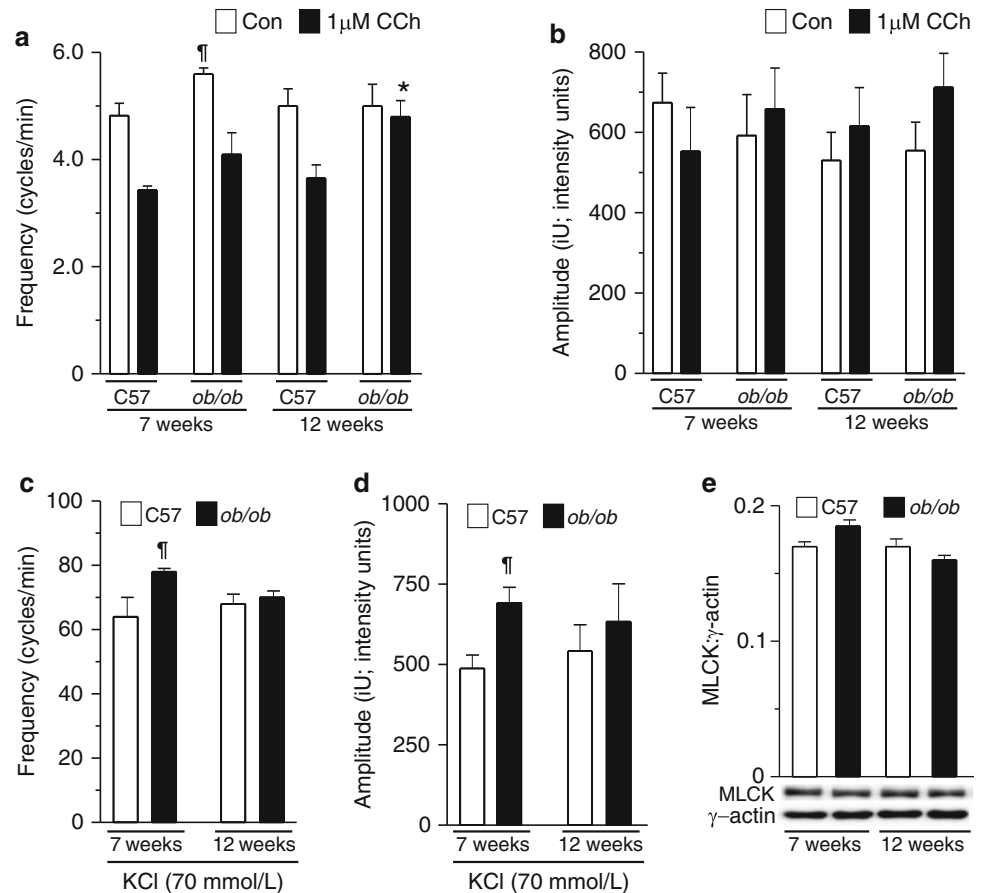 a
Con 1μM CCh
Frequency (cycles/min)
6.0
4.0
2.0
0
¶
*
C57 ob/ob C57 ob/ob
7 weeks 12 weeks
b
Con 1μM CCh
Amplitude (iU; intensity units)
800
600
400
200
0
C57 ob/ob C57 ob/ob
7 weeks 12 weeks
c
C57 ob/ob
Frequency (cycles/min)
100
80
60
40
20
0
¶
7 weeks 12 weeks
KCl (70 mmol/L)
d
C57 ob/ob
Amplitude (iU; intensity units)
1000
750
500
250
0
¶
7 weeks 12 weeks
KCl (70 mmol/L)
e
C57 ob/ob
MLCK:γ-actin
0.2
0.1
0
MLCK
γ–actin
7 weeks 12 weeks